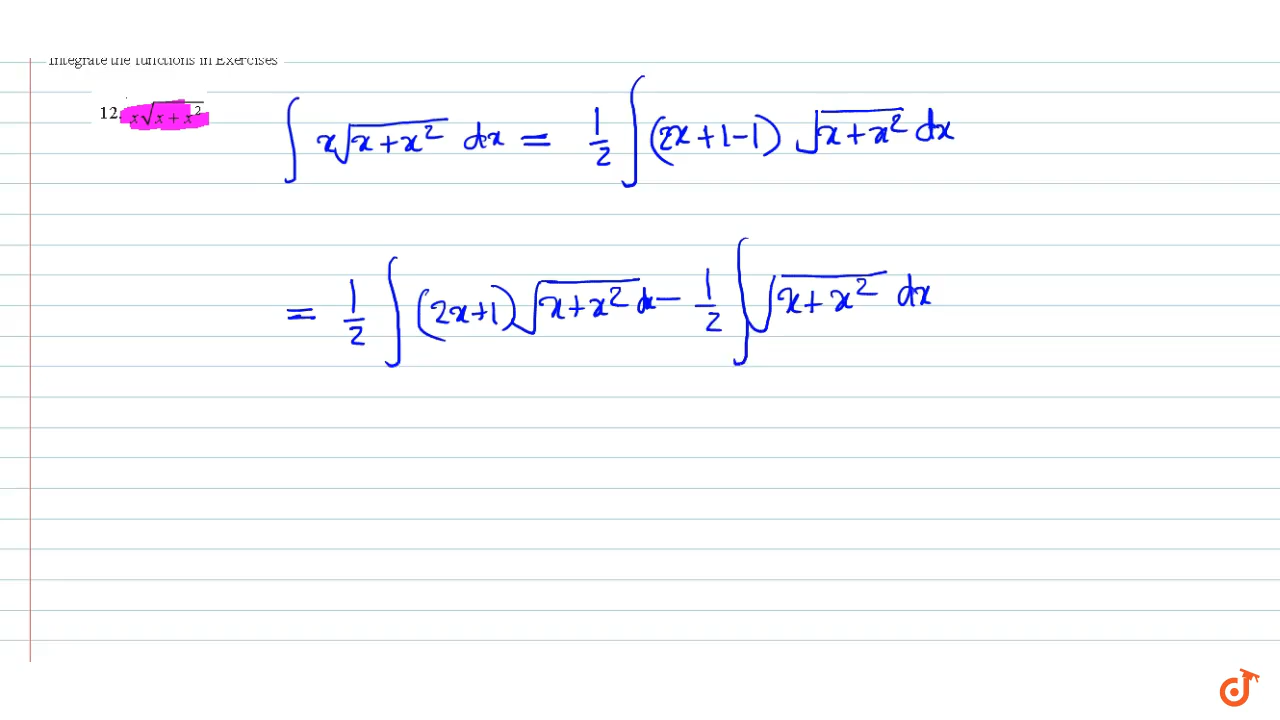 Integrate the functions in Exercises
12. x√(x + x²)
∫ x√(x+x²) dx = 1/2 ∫ (2x+1-1) √(x+x²) dx
= 1/2 ∫ (2x+1) √(x+x²) dx - 1/2 ∫ √(x+x²) dx